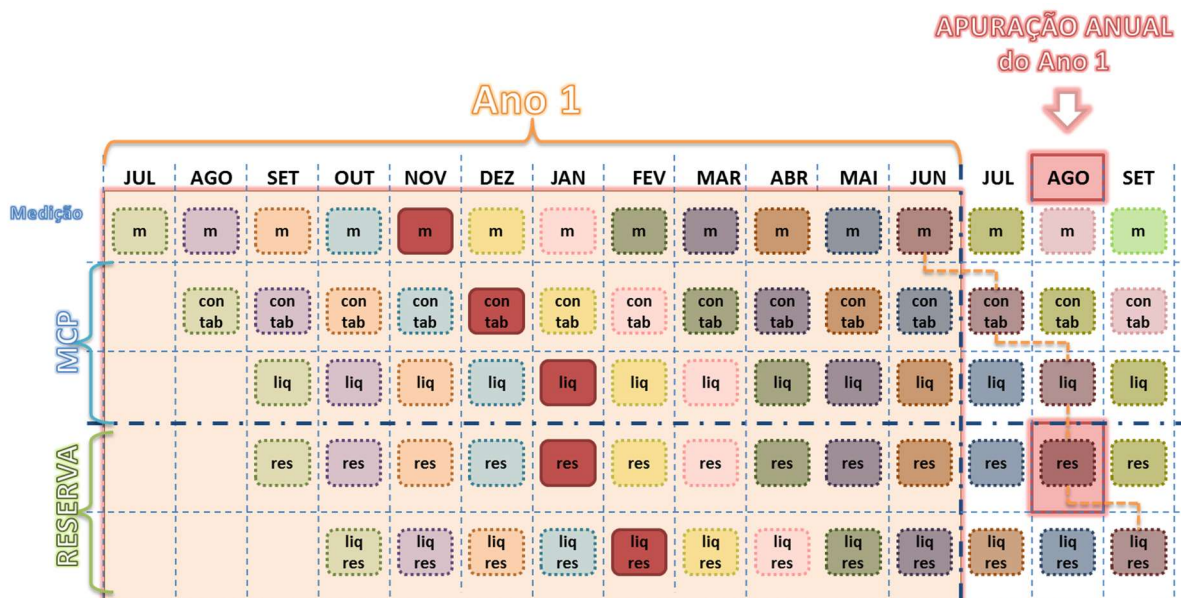 APURAÇÃO ANUAL
do Ano 1
Ano 1
JUL AGO SET OUT NOV DEZ JAN FEV MAR ABR MAI JUN JUL AGO SET
Medição
m m m m m m m m m m m m m m m
MCP
con con con con con con con con con con con con con con
tab tab tab tab tab tab tab tab tab tab tab tab tab tab
liq liq liq liq liq liq liq liq liq liq liq liq liq
RESERVA
res res res res res res res res res res res res res
liq liq liq liq liq liq liq liq liq liq liq liq
res res res res res res res res res res res res